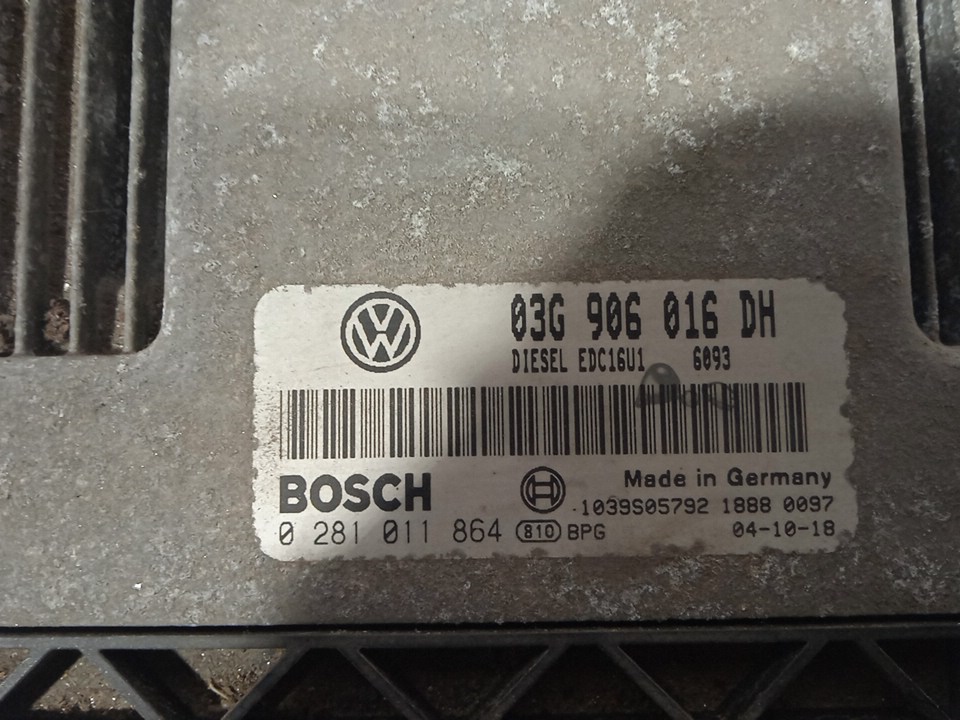 03G 906 016 DH
DIESEL EDC16U1 6093
BOSCH
Made in Germany
1039S05792 1888 0097
0 281 011 864 810 BPG 04-10-18